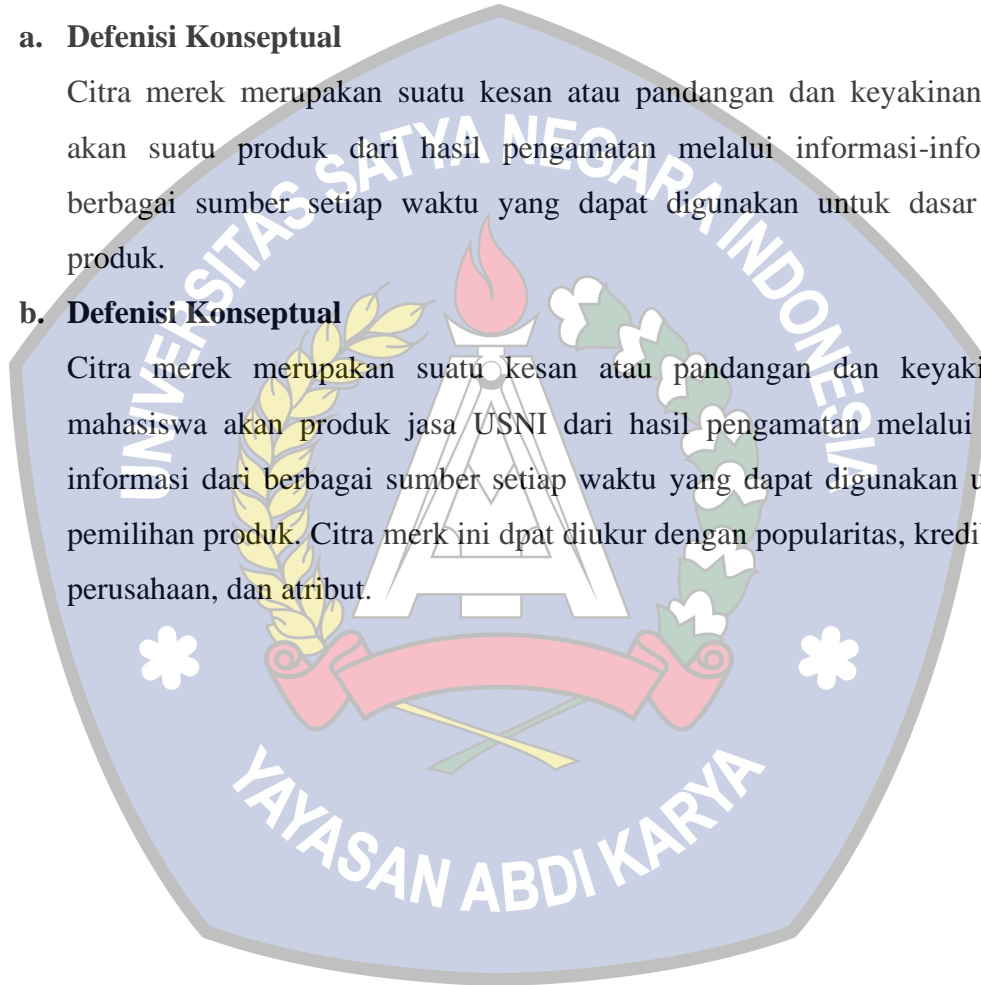 a. Defenisi Konseptual
Citra merek merupakan suatu kesan atau pandangan dan keyakinan
akan suatu produk dari hasil pengamatan melalui informasi-info
berbagai sumber setiap waktu yang dapat digunakan untuk dasar
produk.
b. Defenisi Konseptual
Citra merek merupakan suatu kesan atau pandangan dan keyaki
mahasiswa akan produk jasa USNI dari hasil pengamatan melalui
informasi dari berbagai sumber setiap waktu yang dapat digunakan u
pemilihan produk. Citra merk ini dpat diukur dengan popularitas, kredi
perusahaan, dan atribut.
UNIVERSITAS SATYA NEGARA INDONESIA
YAYASAN ABDI KARYA